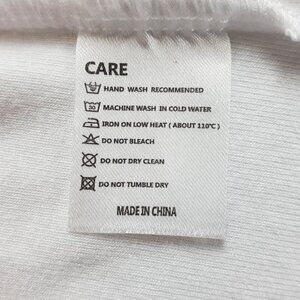 CARE
HAND WASH RECOMMENDED
30 MACHINE WASH IN COLD WATER
IRON ON LOW HEAT ( ABOUT 110℃ )
DO NOT BLEACH
DO NOT DRY CLEAN
DO NOT TUMBLE DRY
MADE IN CHINA